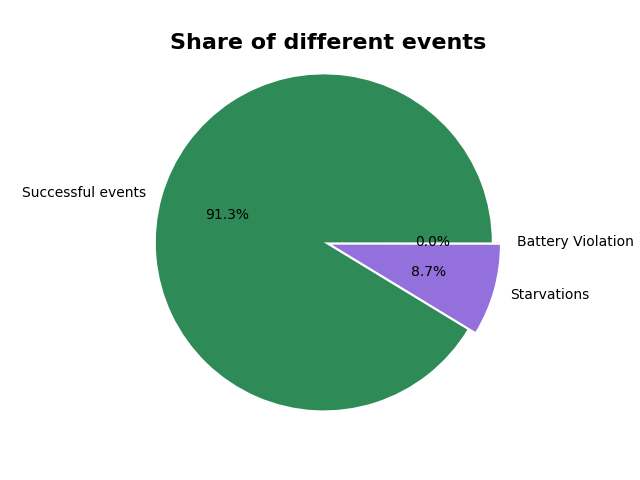 Share of different events
Successful events
91.3%
0.0%
Battery Violation
8.7%
Starvations